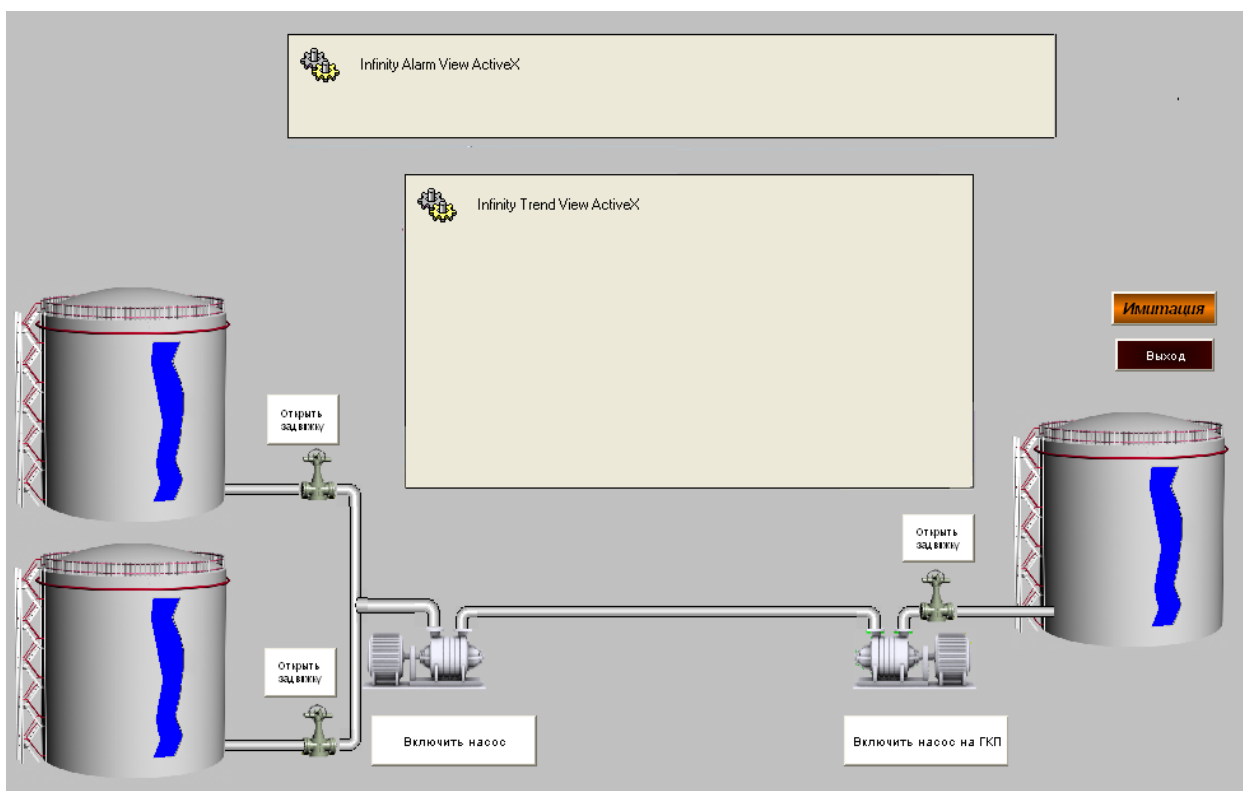 Infinity Alarm View ActiveX
Infinity Trend View ActiveX
Имитация
Выход
Открыть
задвижку
Открыть
задвижку
Открыть
задвижку
Включить насос
Включить насос на ГКП